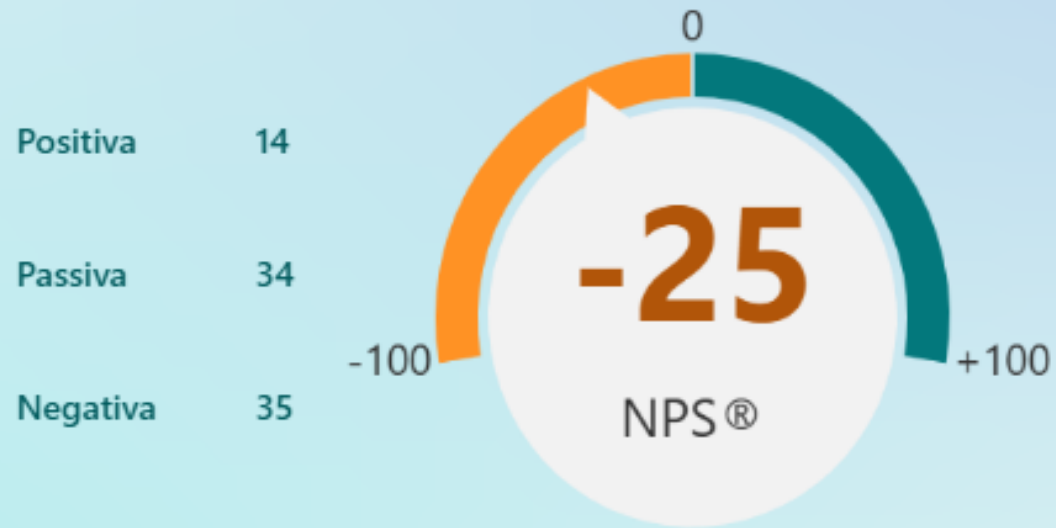 Positiva 14
Passiva 34
Negativa 35
0
-25
-100
+100
NPS®